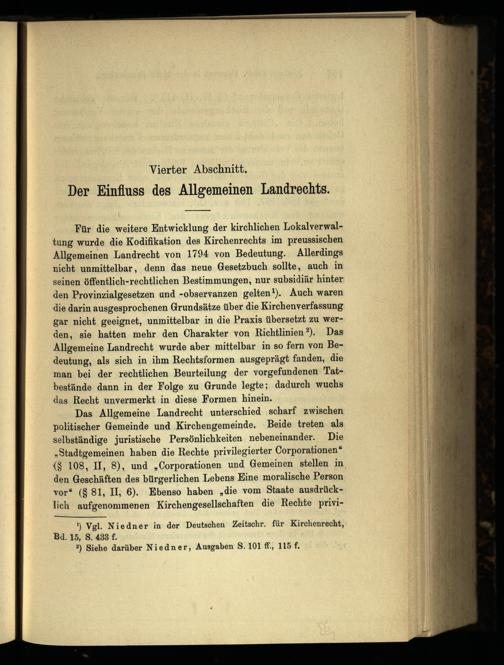 Vierter Abschnitt.
Der Einfluss des Allgemeinen Landrechts.
Für die weitere Entwicklung der kirchlichen Lokalverwal-
tung wurde die Kodifikation des Kirchenrechts im preussischen
Allgemeinen Landrecht von 1794 von Bedeutung. Allerdings
nicht unmittelbar, denn das neue Gesetzbuch sollte, auch in
seinen öffentlich-rechtlichen Bestimmungen, nur subsidiär hinter
den Provinzialgesetzen und -observanzen gelten¹). Auch waren
die darin ausgesprochenen Grundsätze über die Kirchenverfassung
gar nicht geeignet, unmittelbar in die Praxis übersetzt zu wer-
den, sie hatten mehr den Charakter von Richtlinien²). Das
Allgemeine Landrecht wurde aber mittelbar in so fern von Be-
deutung, als sich in ihm Rechtsformen ausgeprägt fanden, die
man bei der rechtlichen Beurteilung der vorgefundenen Tat-
bestände dann in der Folge zu Grunde legte; dadurch wuchs
das Recht unvermerkt in diese Formen hinein.
Das Allgemeine Landrecht unterschied scharf zwischen
politischer Gemeinde und Kirchengemeinde. Beide treten als
selbständige juristische Persönlichkeiten nebeneinander. Die
„Stadtgemeinen haben die Rechte privilegierter Corporationen“
(§ 108, II, 8), und „Corporationen und Gemeinen stellen in
den Geschäften des bürgerlichen Lebens Eine moralische Person
vor“ (§ 81, II, 6). Ebenso haben „die vom Staate ausdrück-
lich aufgenommenen Kirchengesellschaften die Rechte privi-
¹) Vgl. Niedner in der Deutschen Zeitschr. für Kirchenrecht,
Bd. 15, S. 433 f.
²) Siehe darüber Niedner, Ausgaben S. 101 ff., 115 f.